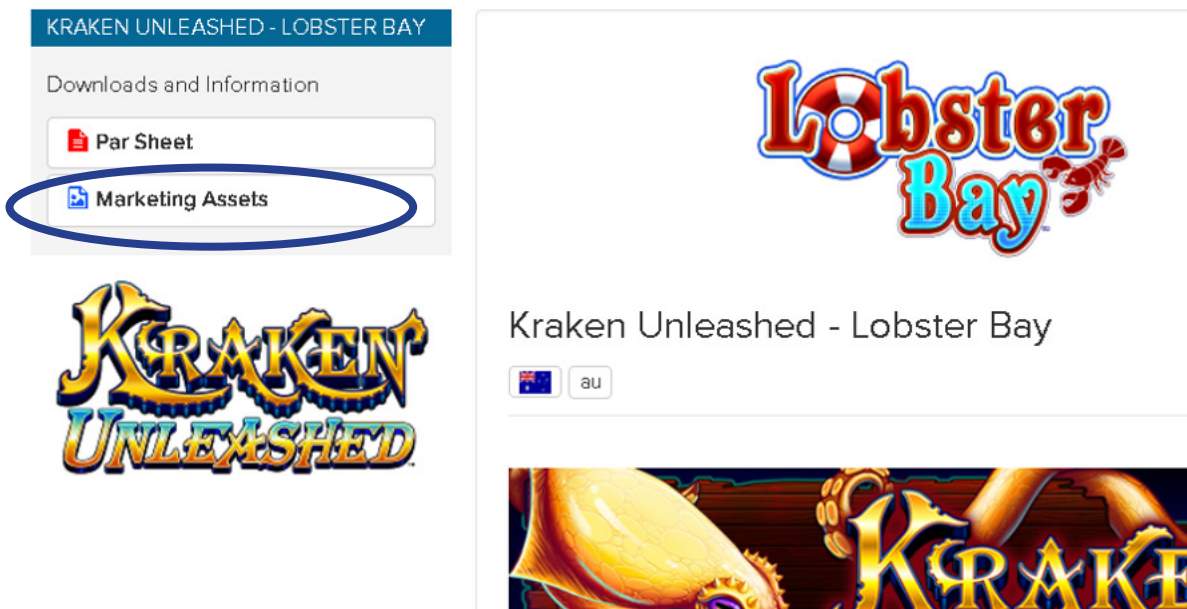 KRAKEN UNLEASHED - LOBSTER BAY
Downloads and Information
Par Sheet
Marketing Assets
KRAKEN
UNLEASHED
Lobster
Bay
Kraken Unleashed - Lobster Bay
au